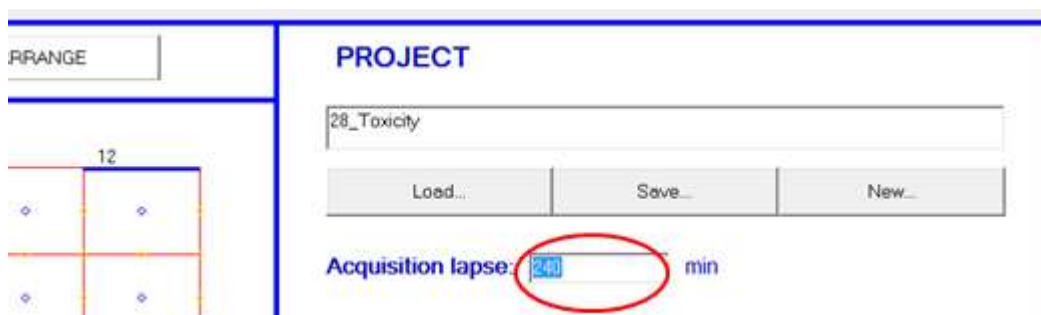 RRANGE
PROJECT
28_Toxicity
12
Load... Save... New...
Acquisition lapse: 240 min